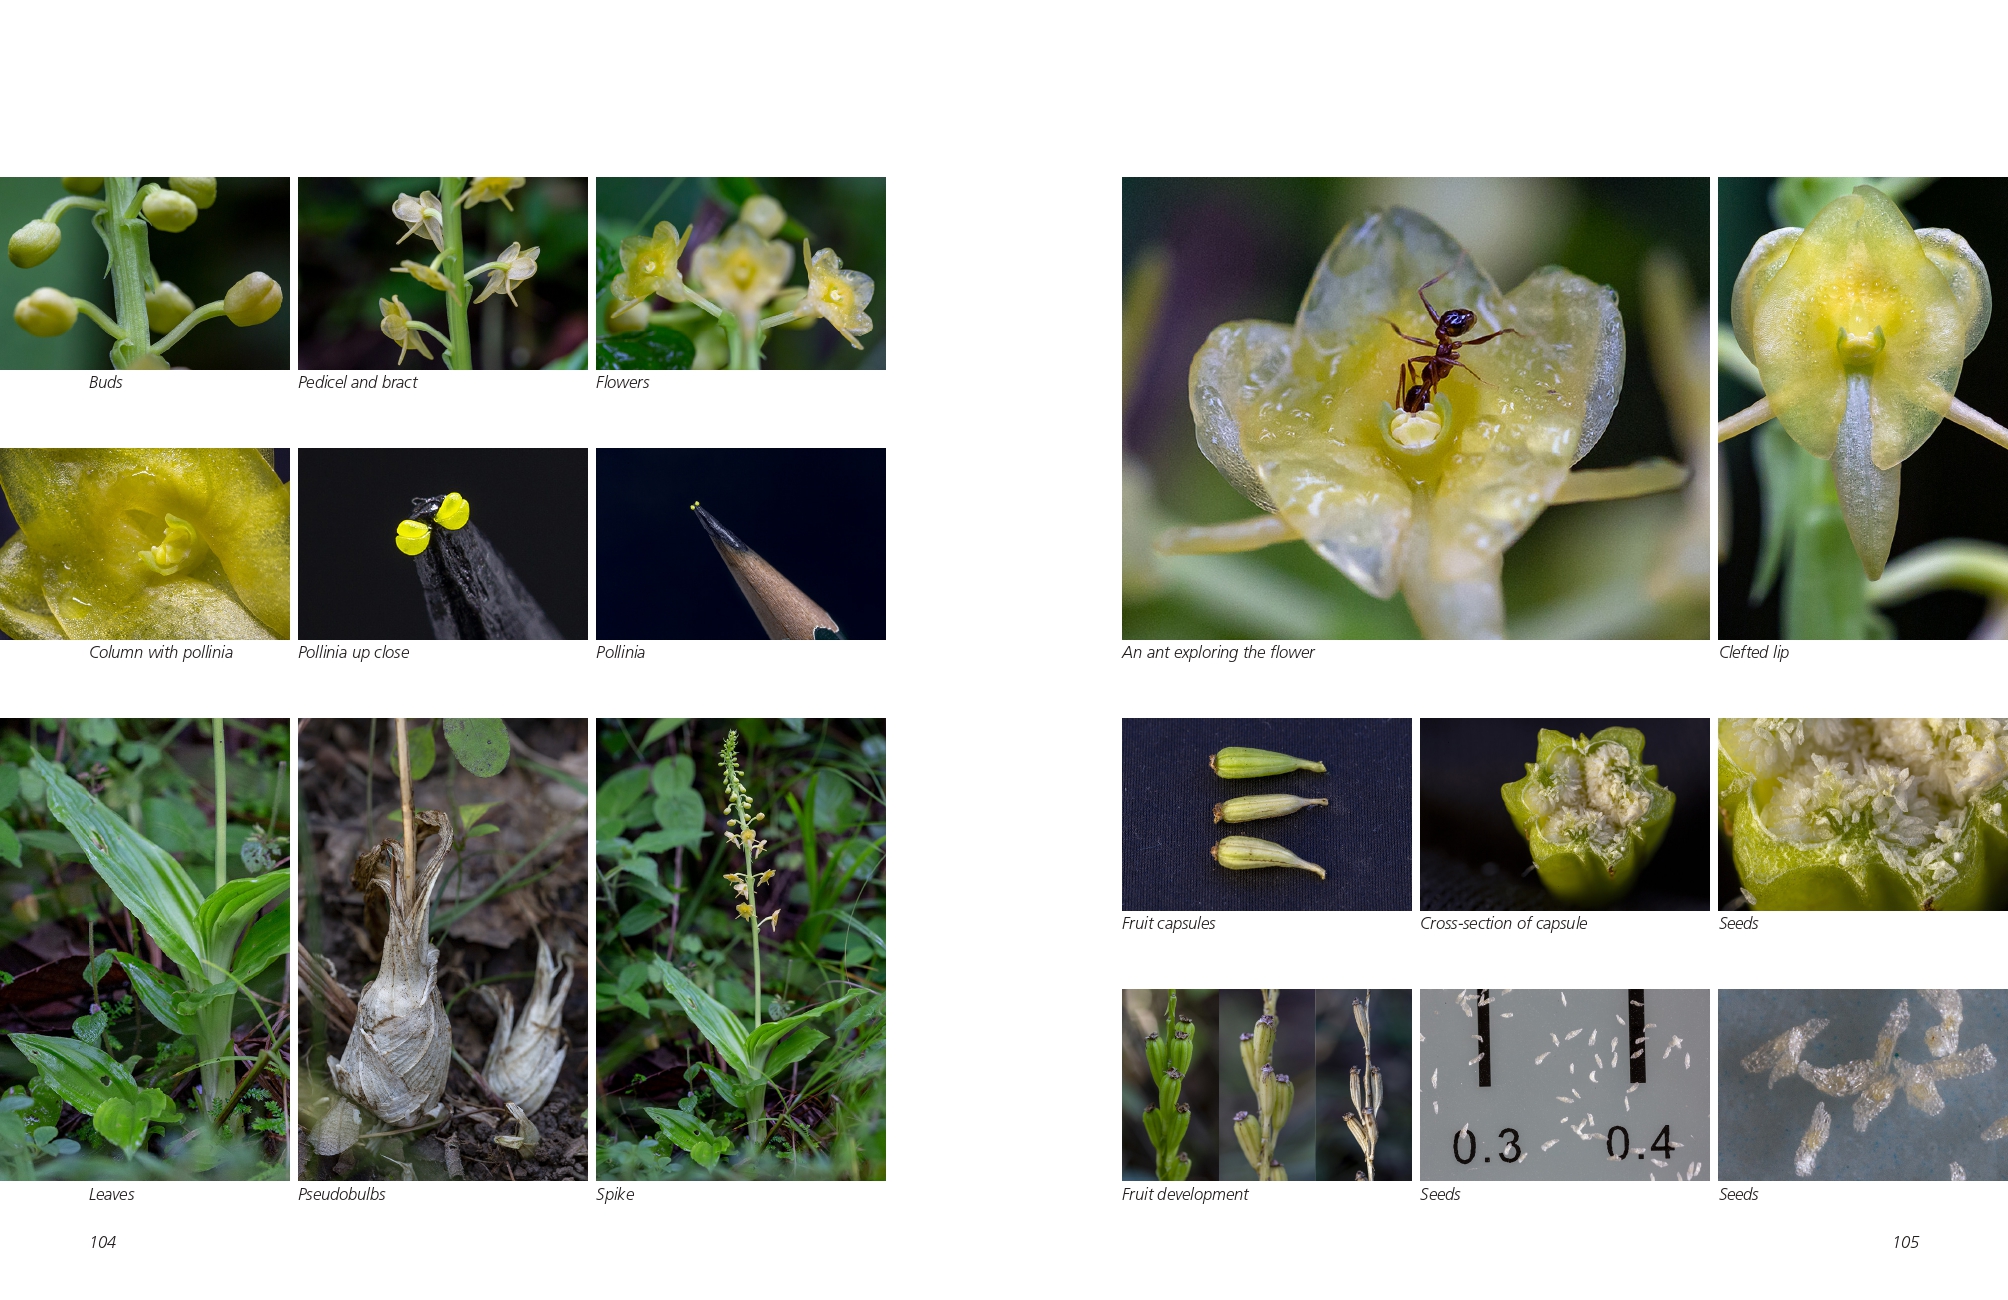 Buds
Pedicel and bract
Flowers
Column with pollinia
Pollinia up close
Pollinia
Leaves
Pseudobulbs
Spike
104
An ant exploring the flower
Clefted lip
Fruit capsules
Cross-section of capsule
Seeds
0.3 0.4
Fruit development
Seeds
Seeds
105